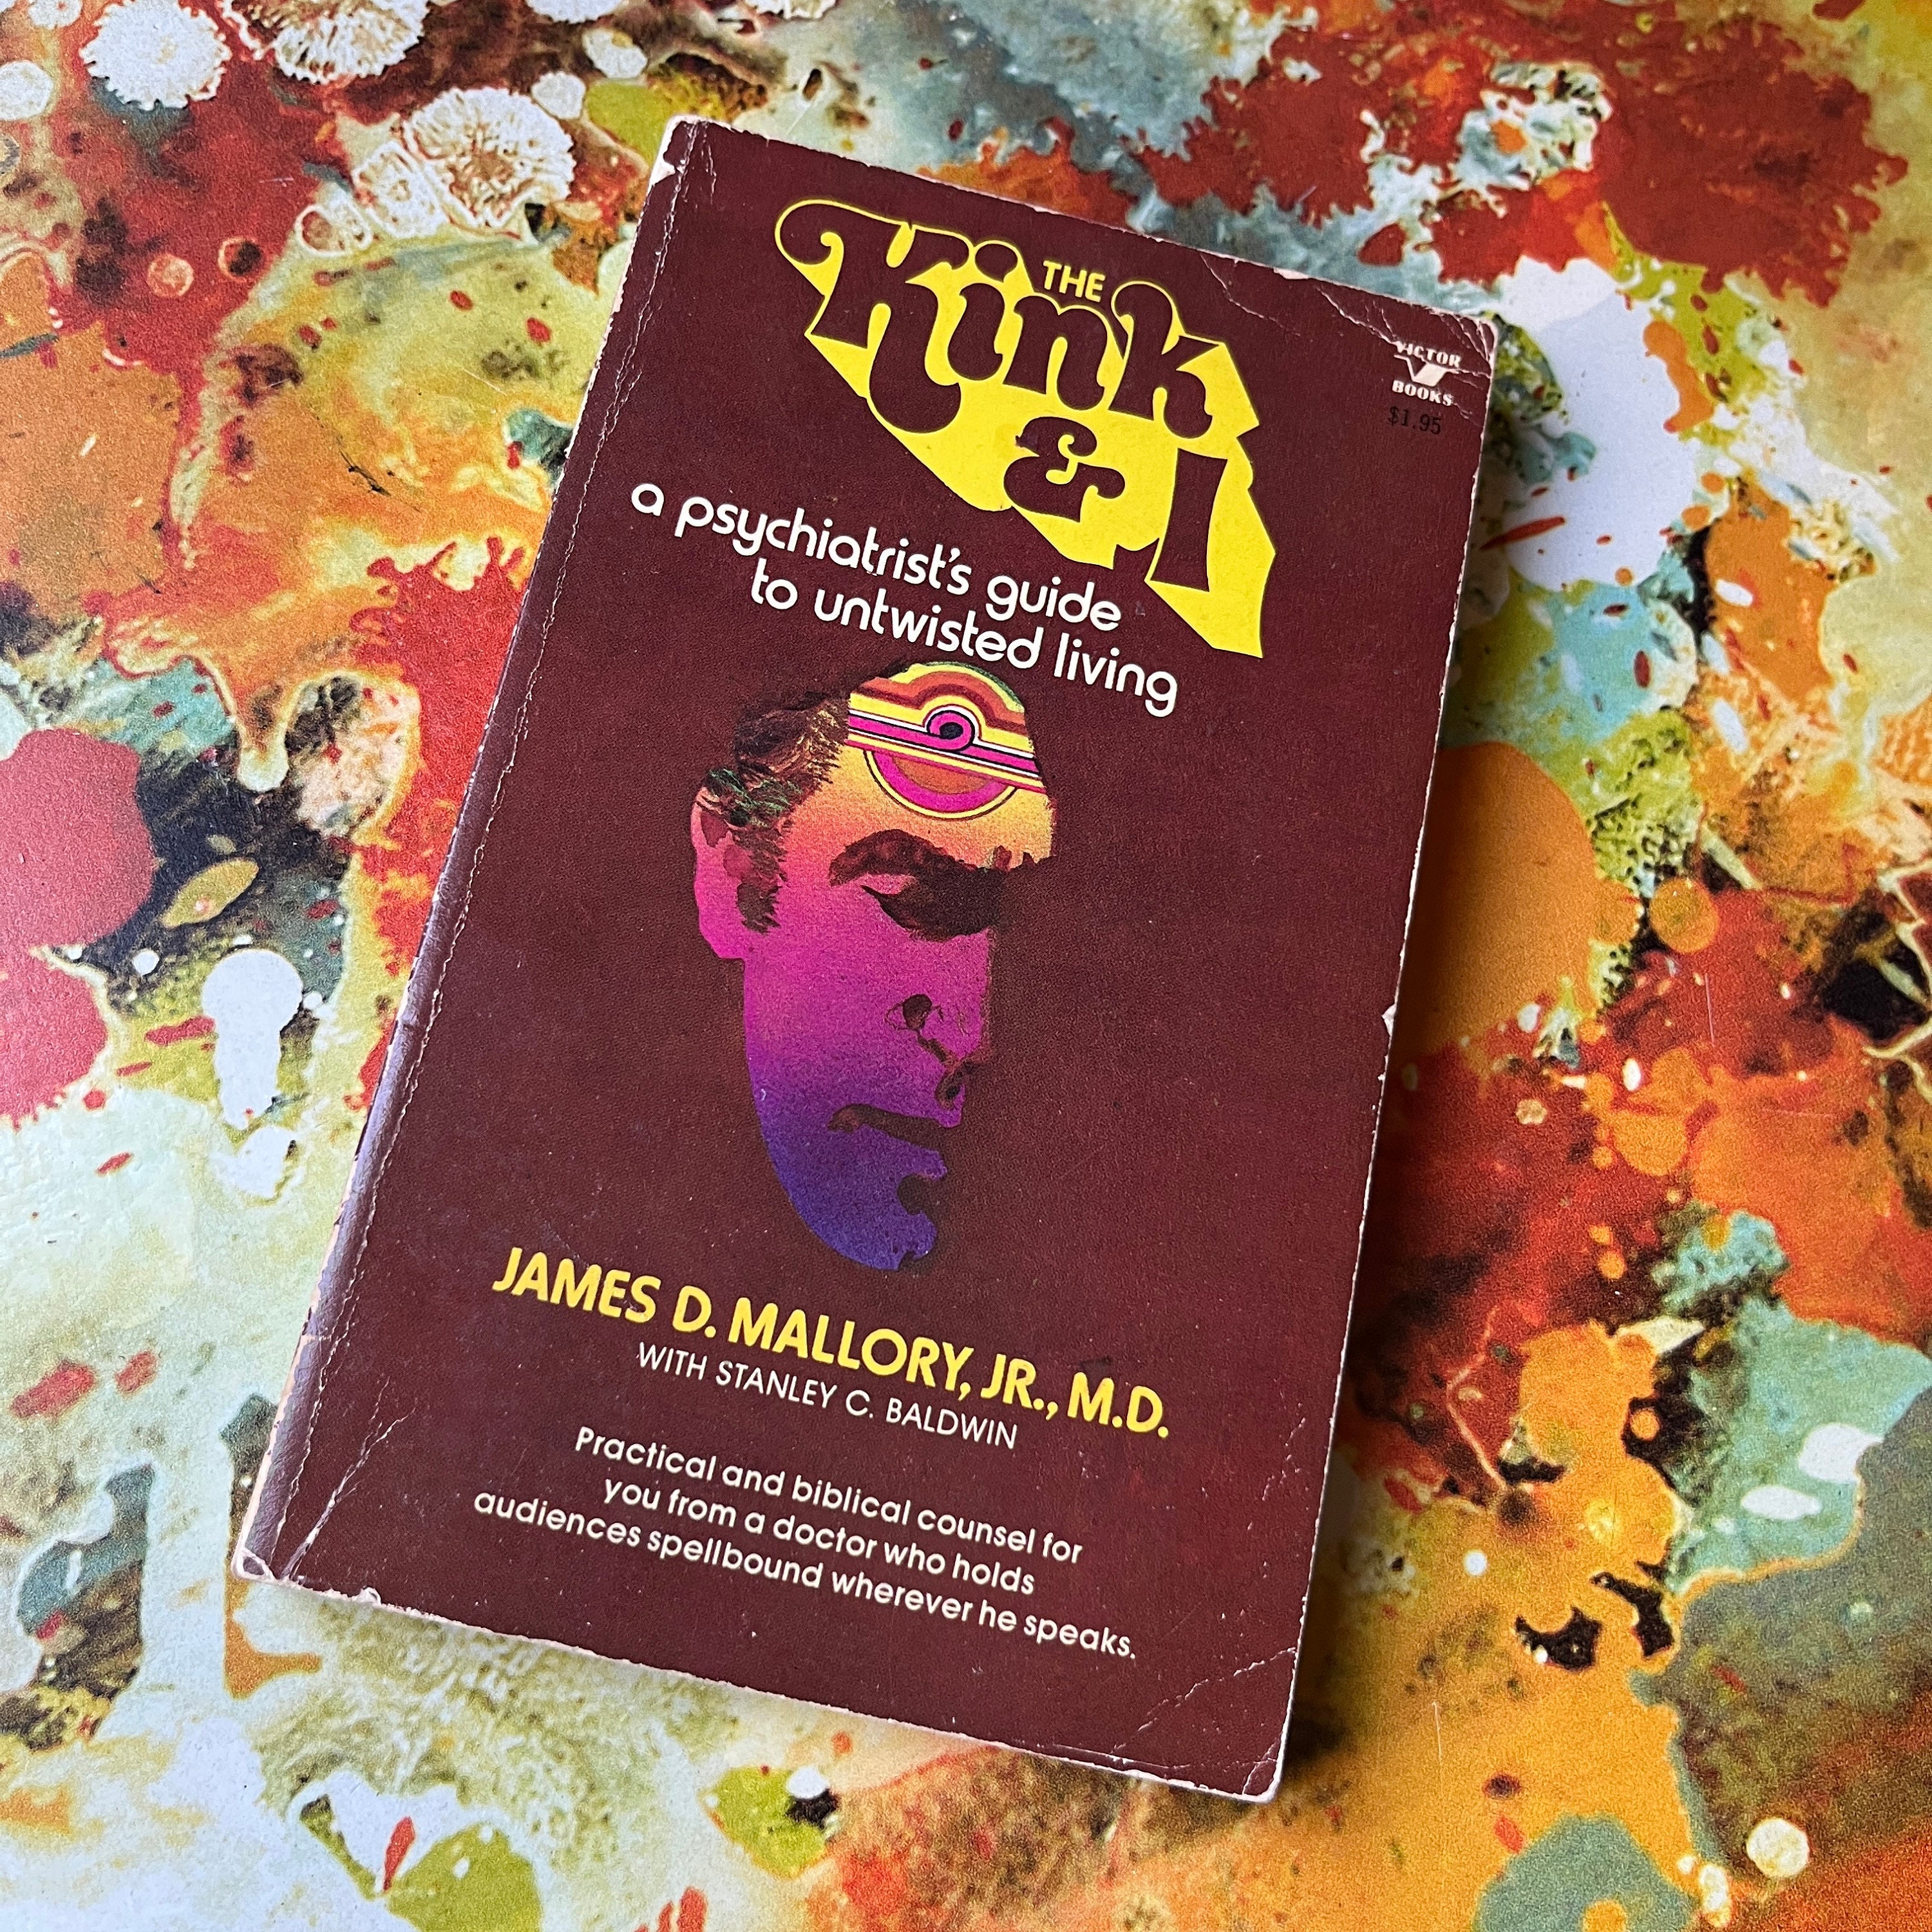 THE
Kink
& I
VICTOR
BOOKS
$1.95
a psychiatrist's guide
to untwisted living
JAMES D. MALLORY, JR., M.D.
WITH STANLEY C. BALDWIN
Practical and biblical counsel for
you from a doctor who holds
audiences spellbound wherever he speaks.